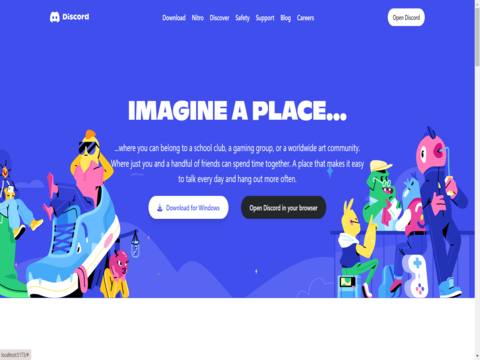 Discord
Download Nitro Discover Safety Support Blog Careers
Open Discord
IMAGINE A PLACE...
...where you can belong to a school club, a gaming group, or a worldwide art community.
Where just you and a handful of friends can spend time together. A place that makes it easy
to talk every day and hang out more often.
Download for Windows
Open Discord in your browser
localhost:5173/#